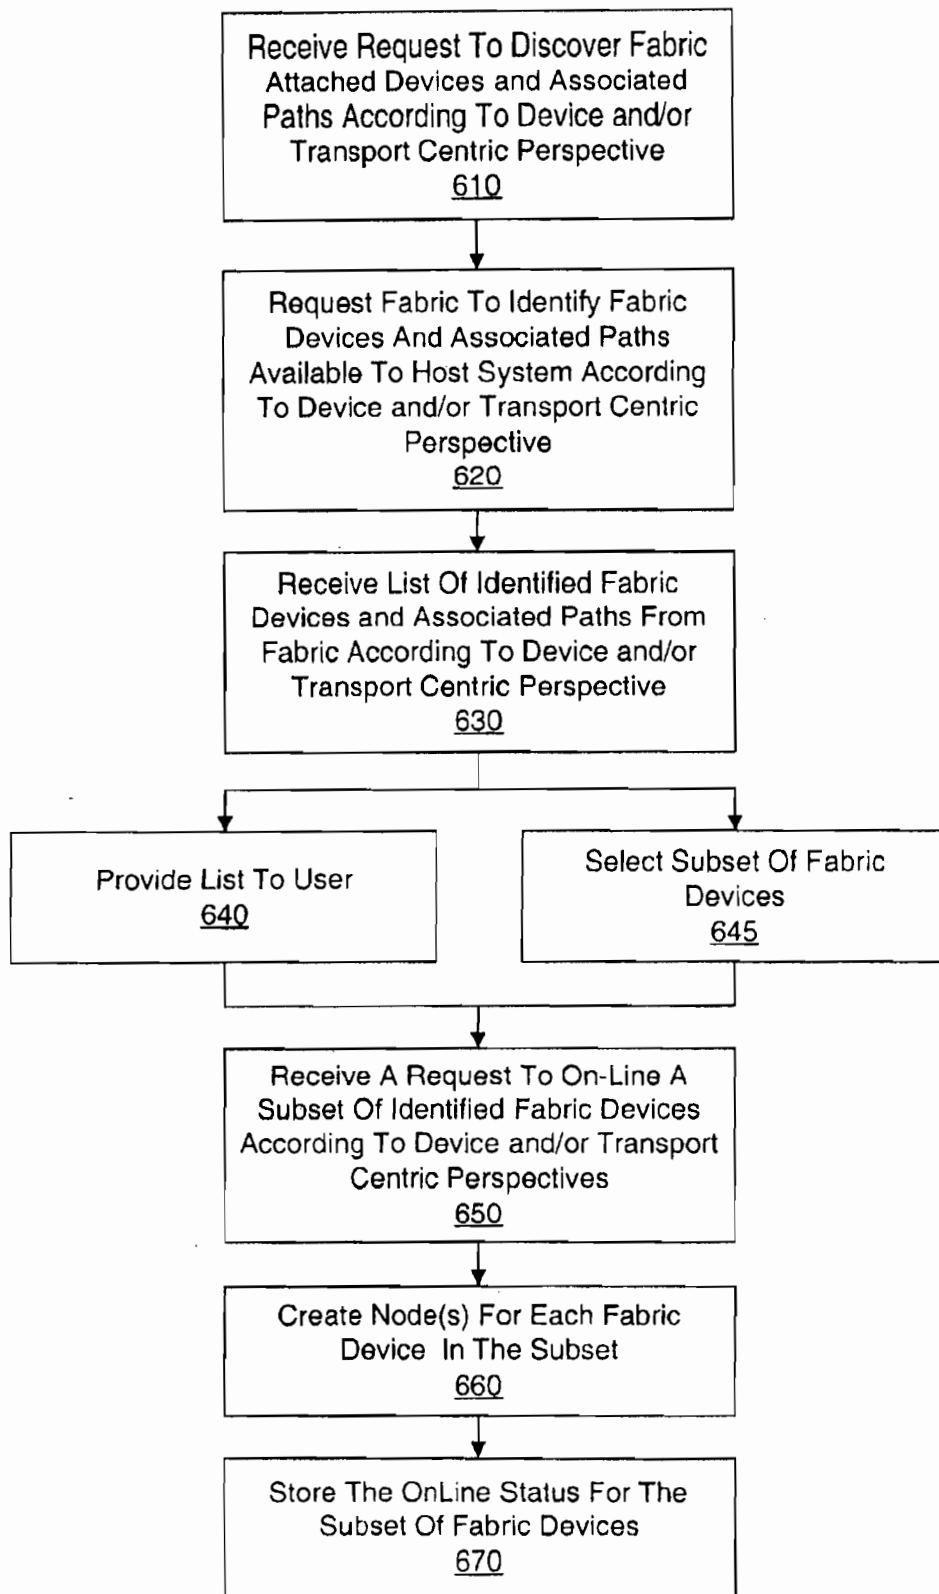 Receive Request To Discover Fabric
Attached Devices and Associated
Paths According To Device and/or
Transport Centric Perspective
610
Request Fabric To Identify Fabric
Devices And Associated Paths
Available To Host System According
To Device and/or Transport Centric
Perspective
620
Receive List Of Identified Fabric
Devices and Associated Paths From
Fabric According To Device and/or
Transport Centric Perspective
630
Provide List To User
640
Select Subset Of Fabric
Devices
645
Receive A Request To On-Line A
Subset Of Identified Fabric Devices
According To Device and/or Transport
Centric Perspectives
650
Create Node(s) For Each Fabric
Device In The Subset
660
Store The OnLine Status For The
Subset Of Fabric Devices
670